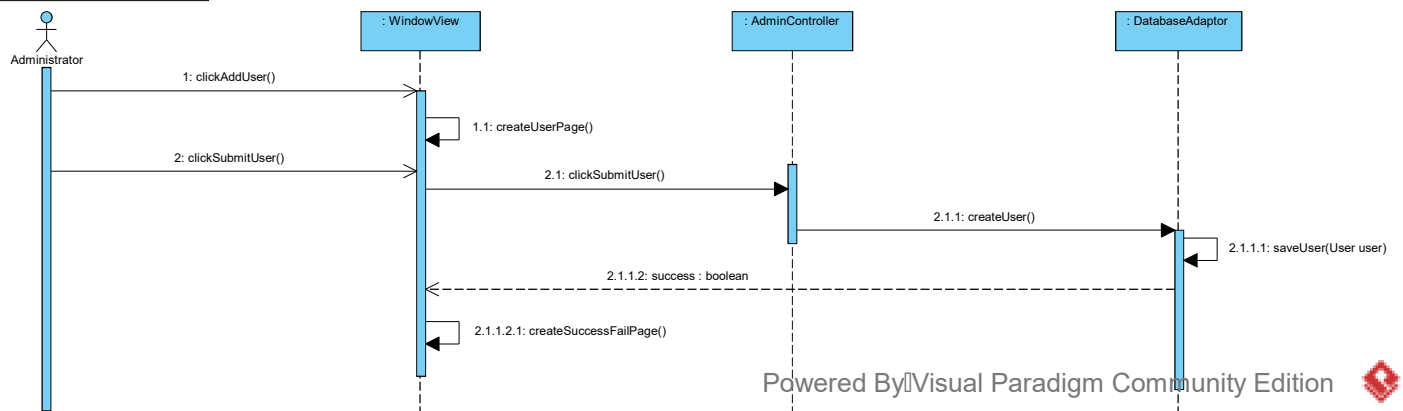 : WindowView
: AdminController
: DatabaseAdaptor
Administrator
1: clickAddUser()
1.1: createUserPage()
2: clickSubmitUser()
2.1: clickSubmitUser()
2.1.1: createUser()
2.1.1.1: saveUser(User user)
2.1.1.2: success : boolean
2.1.1.2.1: createSuccessFailPage()
Powered By▯Visual Paradigm Community Edition